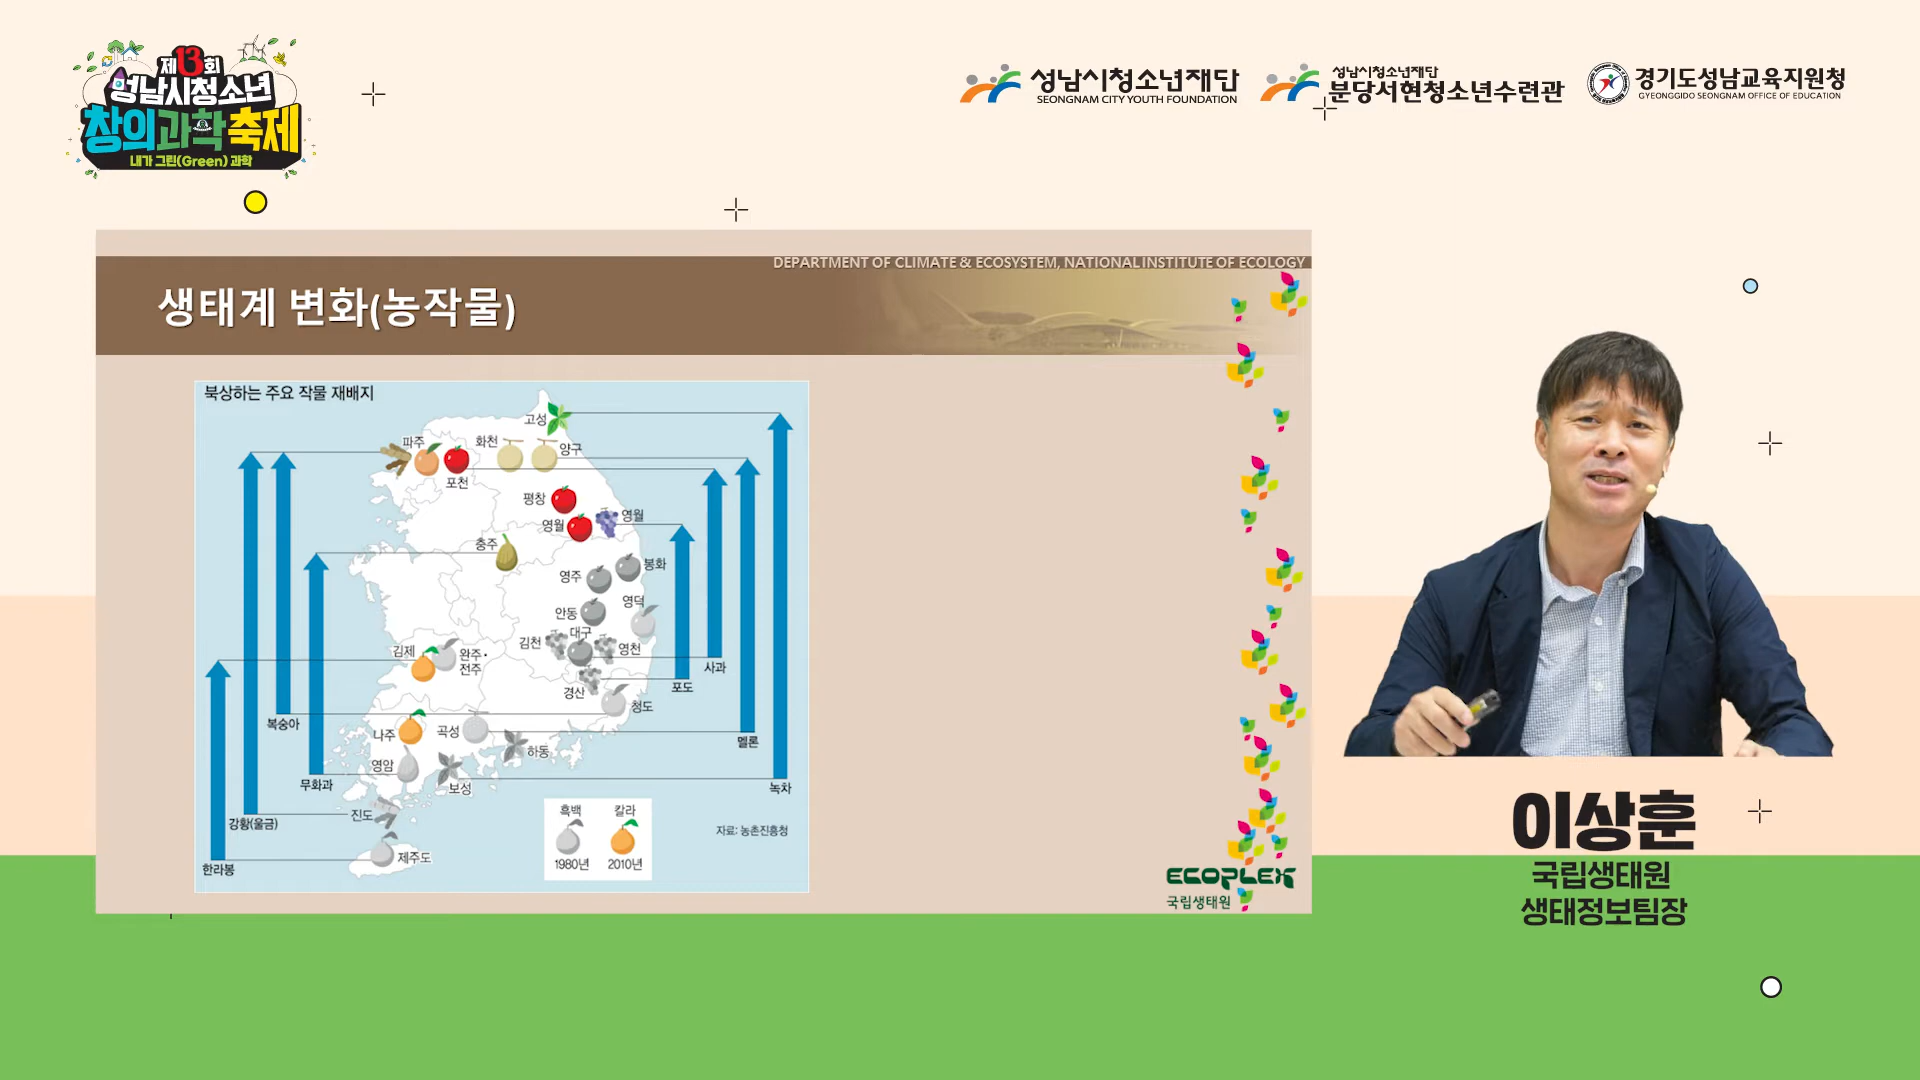 제13회
성남시청소년
창의과학축제
내가 그린(Green) 과학
성남시청소년재단
SEONGNAM CITY YOUTH FOUNDATION
성남시청소년재단
분당서현청소년수련관
경기도성남교육지원청
GYEONGGIDO SEONGNAM OFFICE OF EDUCATION
DEPARTMENT OF CLIMATE & ECOSYSTEM, NATIONAL INSTITUTE OF ECOLOGY
생태계 변화(농작물)
북상하는 주요 작물 재배지
고성
파주
화천
양구
포천
평창
영월
영월
충주
봉화
영주
영덕
안동
대구
김천
영천
김제
완주·
전주
사과
경산
포도
청도
복숭아
나주
곡성
멜론
하동
영암
무화과
보성
녹차
진도
강황(울금)
흑백
칼라
자료: 농촌진흥청
제주도
1980년
2010년
한라봉
ECOPLEX
국립생태원
이상훈
국립생태원
생태정보팀장